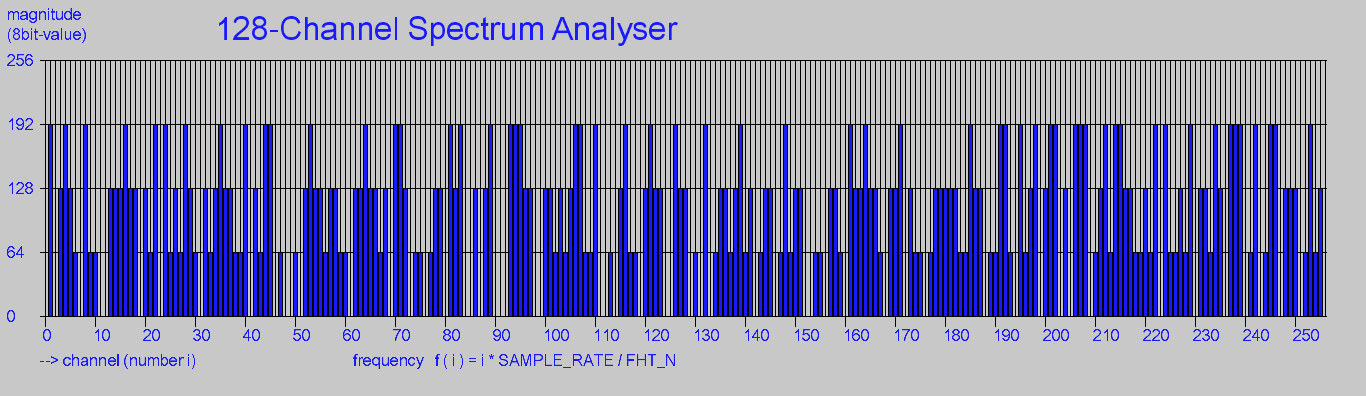 magnitude
(8bit-value)
128-Channel Spectrum Analyser
256
192
128
64
0
0 10 20 30 40 50 60 70 80 90 100 110 120 130 140 150 160 170 180 190 200 210 220 230 240 250
--> channel (number i)
frequency f ( i ) = i * SAMPLE_RATE / FHT_N